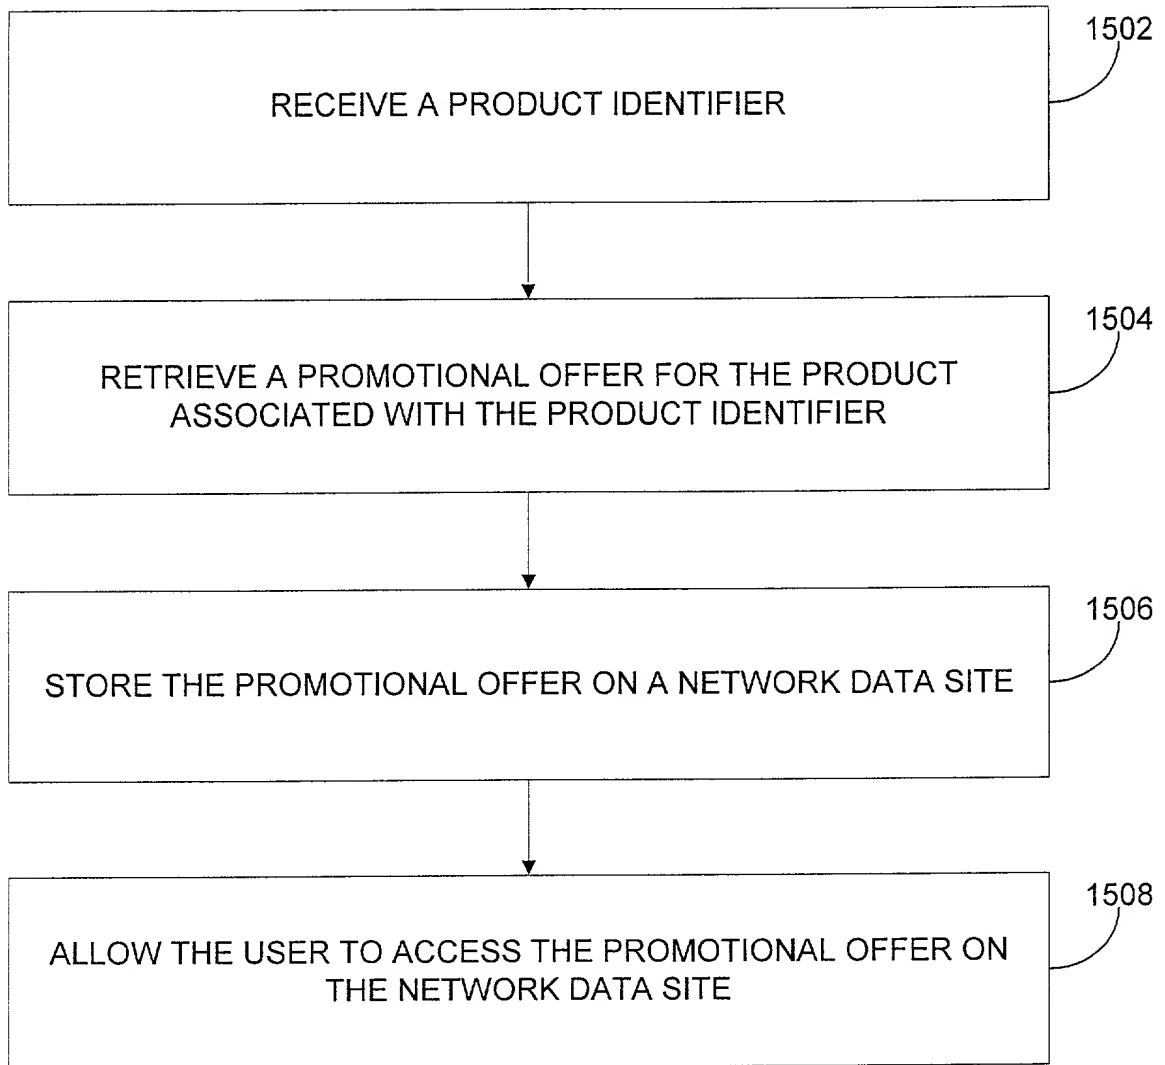 1502
RECEIVE A PRODUCT IDENTIFIER
1504
RETRIEVE A PROMOTIONAL OFFER FOR THE PRODUCT
ASSOCIATED WITH THE PRODUCT IDENTIFIER
1506
STORE THE PROMOTIONAL OFFER ON A NETWORK DATA SITE
1508
ALLOW THE USER TO ACCESS THE PROMOTIONAL OFFER ON
THE NETWORK DATA SITE